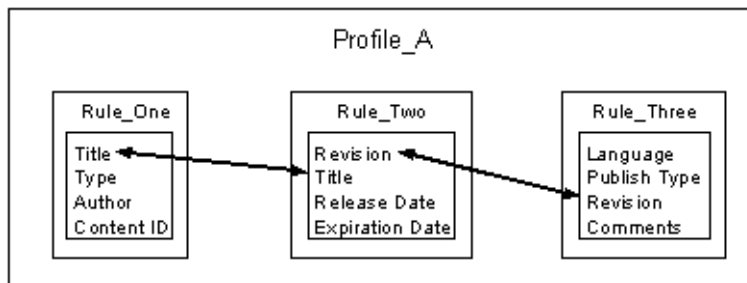 Profile_A
Rule_One
Title
Type
Author
Content ID
Rule_Two
Revision
Title
Release Date
Expiration Date
Rule_Three
Language
Publish Type
Revision
Comments